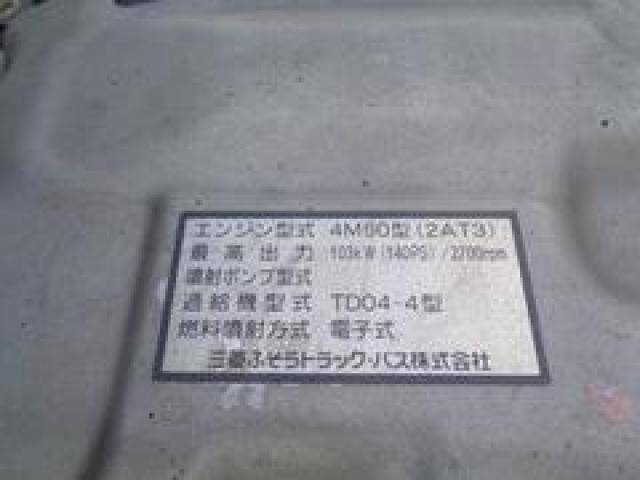 エンジン型式 4M50型(2AT3)
最高出力 103kW(140PS)/2700rpm
噴射ポンプ型式
過給機型式 TD04-4型
燃料噴射方式 電子式
三菱ふそうトラック・バス株式会社